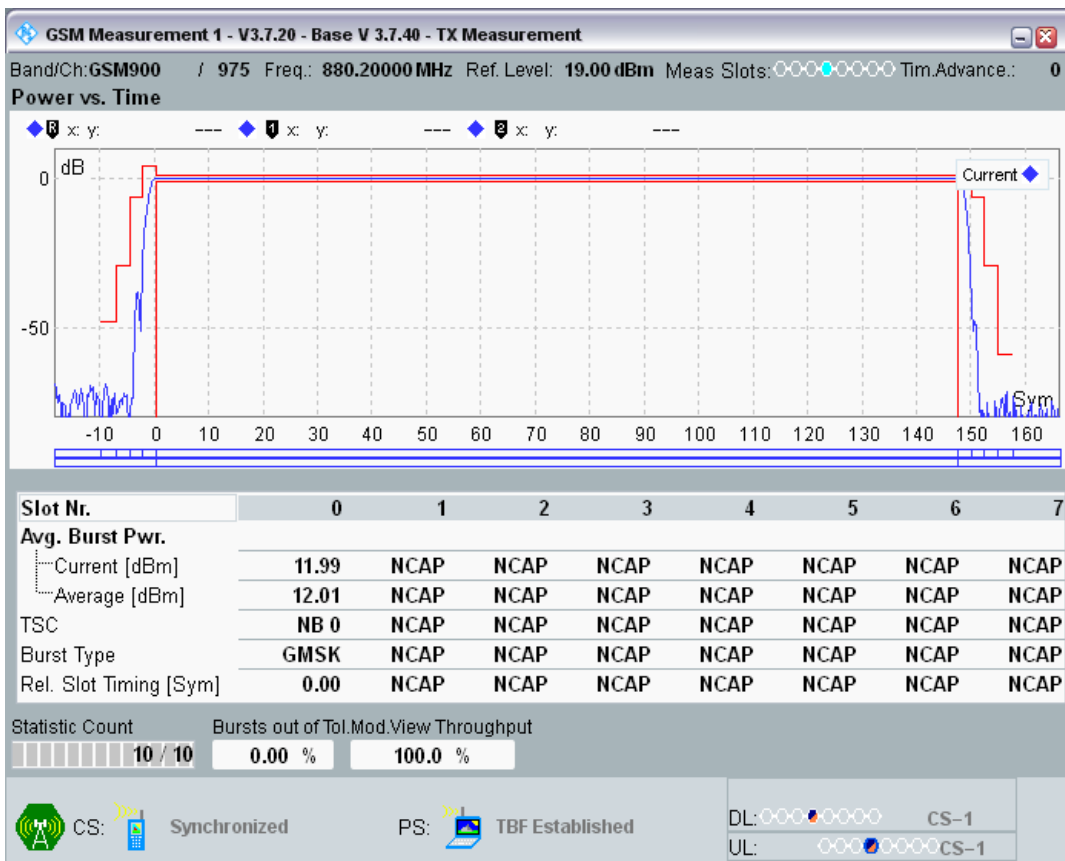 GSM Measurement 1 - V3.7.20 - Base V 3.7.40 - TX Measurement
Band/Ch:GSM900 / 975 Freq.: 880.20000 MHz Ref. Level: 19.00 dBm Meas Slots: Tim.Advance.: 0
Power vs. Time
R x: y: --- 1 x: y: --- 2 x: y: ---
dB
0
Current
-50
Sym
-10 0 10 20 30 40 50 60 70 80 90 100 110 120 130 140 150 160
Slot Nr. 0 1 2 3 4 5 6 7
Avg. Burst Pwr.
Current [dBm] 11.99 NCAP NCAP NCAP NCAP NCAP NCAP NCAP
Average [dBm] 12.01 NCAP NCAP NCAP NCAP NCAP NCAP NCAP
TSC NB 0 NCAP NCAP NCAP NCAP NCAP NCAP NCAP
Burst Type GMSK NCAP NCAP NCAP NCAP NCAP NCAP NCAP
Rel. Slot Timing [Sym] 0.00 NCAP NCAP NCAP NCAP NCAP NCAP NCAP
Statistic Count Bursts out of Tol. Mod.View Throughput
10 / 10 0.00 % 100.0 %
CS: Synchronized PS: TBF Established
DL: CS-1
UL: CS-1